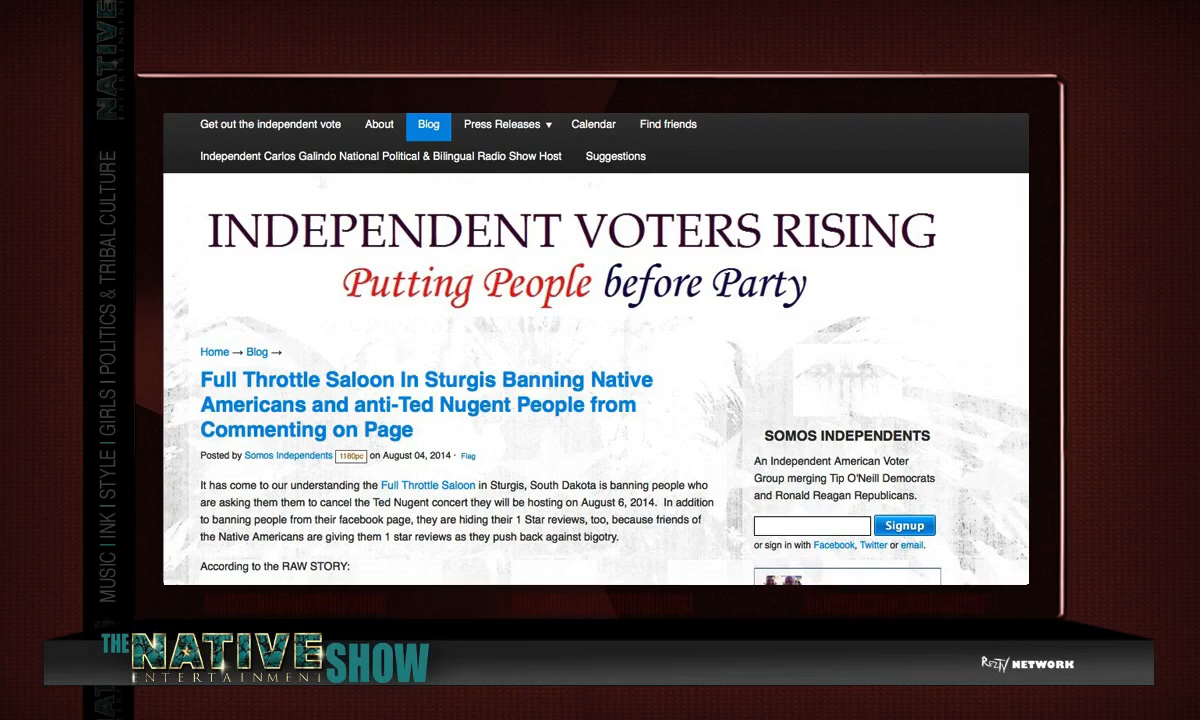 NATIVE
ENTERTAINMENT
MUSIC | INK | STYLE | GIRLS | POLITICS & TRIBAL CULTURE
Get out the independent vote About Blog Press Releases ▾ Calendar Find friends
Independent Carlos Galindo National Political & Bilingual Radio Show Host Suggestions
INDEPENDENT VOTERS RISING
Putting People before Party
Home → Blog →
Full Throttle Saloon In Sturgis Banning Native
Americans and anti-Ted Nugent People from
Commenting on Page
Posted by Somos Independents 1160pc on August 04, 2014 · Flag
It has come to our understanding the Full Throttle Saloon in Sturgis, South Dakota is banning people who
are asking them them to cancel the Ted Nugent concert they will be hosting on August 6, 2014. In addition
to banning people from their facebook page, they are hiding their 1 Star reviews, too, because friends of
the Native Americans are giving them 1 star reviews as they push back against bigotry.
According to the RAW STORY:
SOMOS INDEPENDENTS
An Independent American Voter
Group merging Tip O'Neill Democrats
and Ronald Reagan Republicans.
Signup
or sign in with Facebook, Twitter or email.
THE NATIVE SHOW
ENTERTAINMENT
RezTV NETWORK